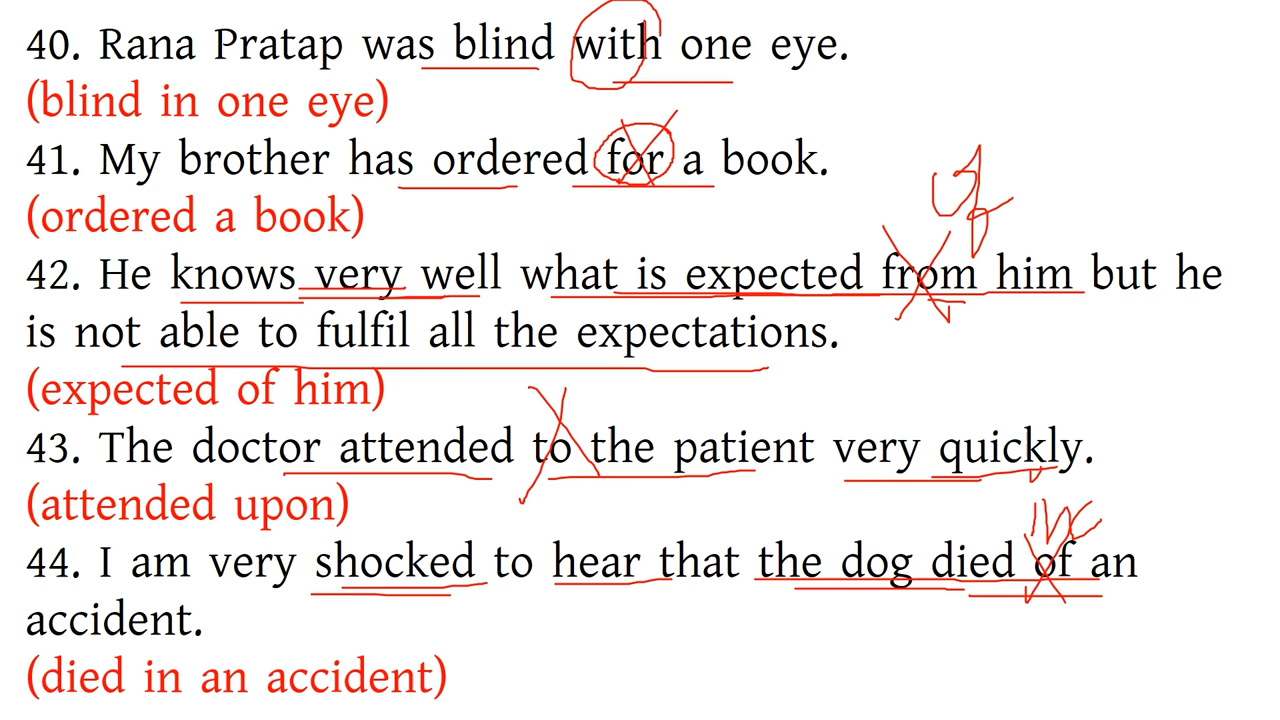 40. Rana Pratap was blind with one eye.
(blind in one eye)
41. My brother has ordered for a book.
(ordered a book)
of
42. He knows very well what is expected from him but he
is not able to fulfil all the expectations.
(expected of him)
43. The doctor attended to the patient very quickly.
(attended upon)
44. I am very shocked to hear that the dog died of an
accident.
(died in an accident)